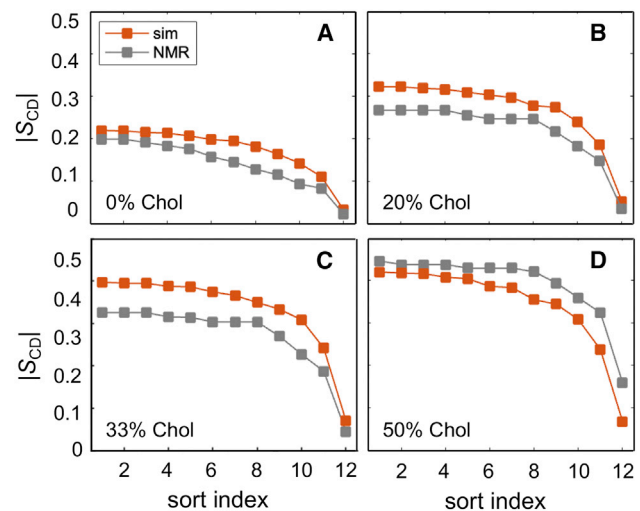 0.5
0.4
0.3
0.2
0.1
0
|S_CD|
sim
NMR
A
0% Chol
B
20% Chol
0.5
0.4
0.3
0.2
0.1
0
|S_CD|
C
33% Chol
D
50% Chol
2 4 6 8 10 12
2 4 6 8 10 12
sort index
sort index